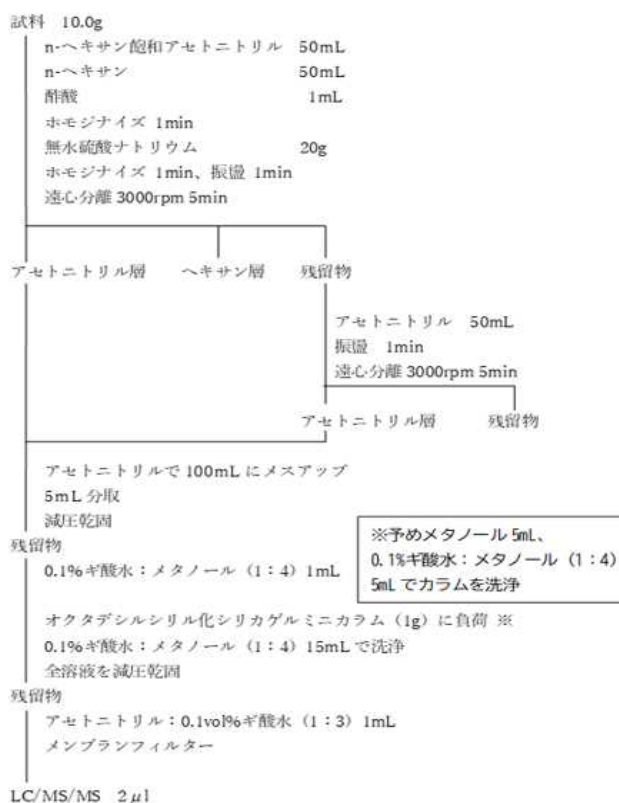 試料 10.0g
n-ヘキサン飽和アセトニトリル 50mL
n-ヘキサン 50mL
酢酸 1mL
ホモジナイズ 1min
無水硫酸ナトリウム 20g
ホモジナイズ 1min、振盪 1min
遠心分離 3000rpm 5min
アセトニトリル層 ヘキサン層 残留物
アセトニトリル 50mL
振盪 1min
遠心分離 3000rpm 5min
アセトニトリル層 残留物
アセトニトリルで 100mL にメスアップ
5mL 分取
減圧乾固
残留物
※予めメタノール 5mL、
0.1%ギ酸水：メタノール（1：4）
5mL でカラムを洗浄
0.1%ギ酸水：メタノール（1：4）1mL
オクタデシルシリル化シリカゲルミニカラム（1g）に負荷 ※
0.1%ギ酸水：メタノール（1：4）15mL で洗浄
全溶液を減圧乾固
残留物
アセトニトリル：0.1vol%ギ酸水（1：3）1mL
メンブランフィルター
LC/MS/MS 2μl